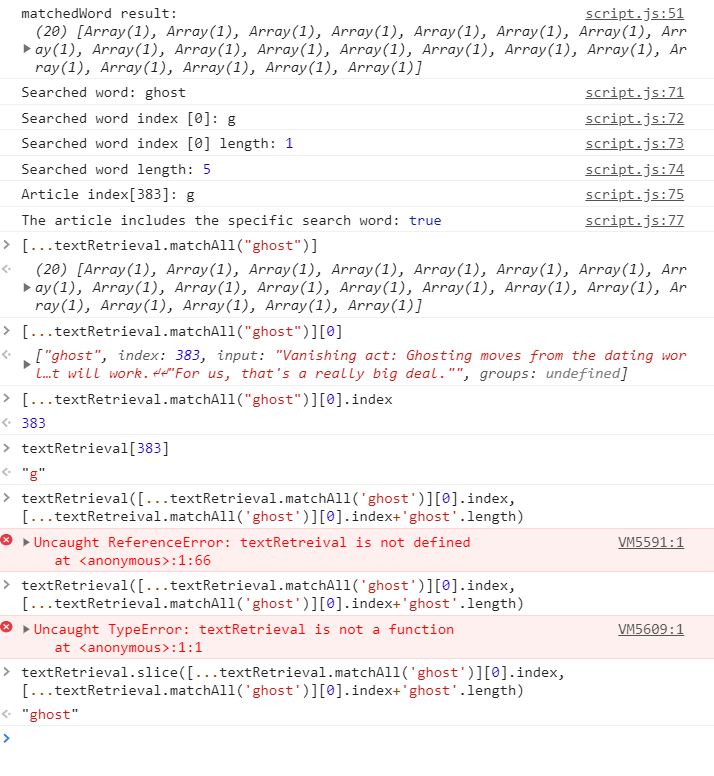 matchedWord result: script.js:51
(20) [Array(1), Array(1), Array(1), Array(1), Array(1), Array(1), Array(1), Arr
ay(1), Array(1), Array(1), Array(1), Array(1), Array(1), Array(1), Array(1), A
rray(1), Array(1), Array(1), Array(1), Array(1)]
Searched word: ghost script.js:71
Searched word index [0]: g script.js:72
Searched word index [0] length: 1 script.js:73
Searched word length: 5 script.js:74
Article index[383]: g script.js:75
The article includes the specific search word: true script.js:77
> [...textRetrieval.matchAll("ghost")]
(20) [Array(1), Array(1), Array(1), Array(1), Array(1), Array(1), Array(1), Arr
ay(1), Array(1), Array(1), Array(1), Array(1), Array(1), Array(1), Array(1), A
rray(1), Array(1), Array(1), Array(1), Array(1)]
> [...textRetrieval.matchAll("ghost")][0]
["ghost", index: 383, input: "Vanishing act: Ghosting moves from the dating wor
l…t will work.↵↵"For us, that's a really big deal."", groups: undefined]
> [...textRetrieval.matchAll("ghost")][0].index
383
> textRetrieval[383]
"g"
> textRetrieval([...textRetrieval.matchAll('ghost')][0].index,
[...textRetreival.matchAll('ghost')][0].index+'ghost'.length)
Uncaught ReferenceError: textRetreival is not defined VM5591:1
at <anonymous>:1:66
> textRetrieval([...textRetrieval.matchAll('ghost')][0].index,
[...textRetrieval.matchAll('ghost')][0].index+'ghost'.length)
Uncaught TypeError: textRetrieval is not a function VM5609:1
at <anonymous>:1:1
> textRetrieval.slice([...textRetrieval.matchAll('ghost')][0].index,
[...textRetrieval.matchAll('ghost')][0].index+'ghost'.length)
"ghost"
>